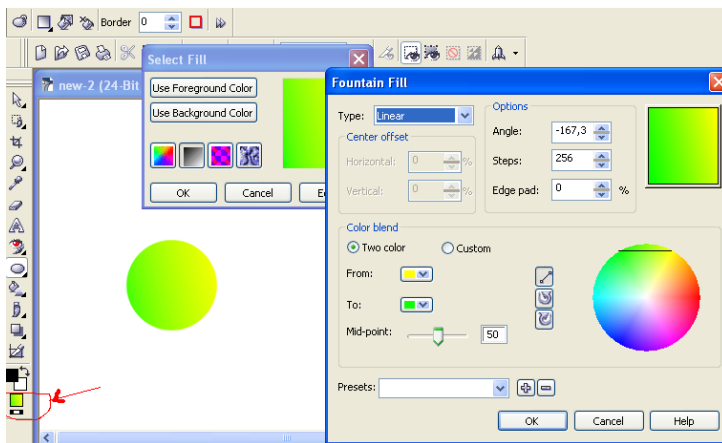 Border 0
Select Fill
new-2 (24-Bit
Use Foreground Color
Use Background Color
OK Cancel E
Fountain Fill
Type: Linear
Center offset
Horizontal: 0 %
Vertical: 0 %
Options
Angle: -167,3
Steps: 256
Edge pad: 0 %
Color blend
Two color Custom
From:
To:
Mid-point: 50
Presets:
OK Cancel Help